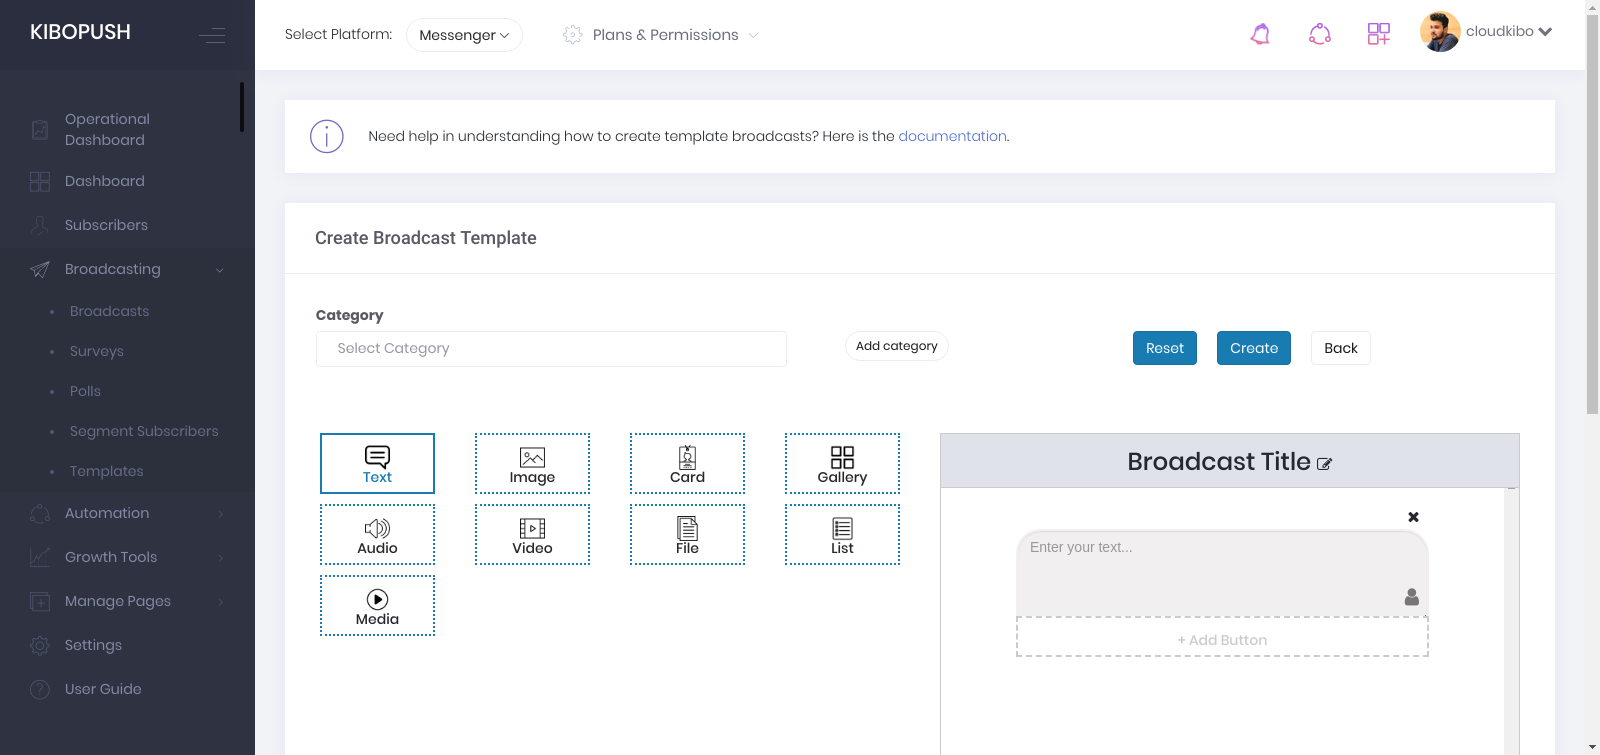 KIBOPUSH
Select Platform: Messenger
Plans & Permissions
cloudkibo
Operational
Dashboard
Dashboard
Subscribers
Broadcasting
Broadcasts
Surveys
Polls
Segment Subscribers
Templates
Automation
Growth Tools
Manage Pages
Settings
User Guide
Need help in understanding how to create template broadcasts? Here is the documentation.
Create Broadcast Template
Category
Select Category
Add category
Reset
Create
Back
Text
Image
Card
Gallery
Audio
Video
File
List
Media
Broadcast Title
Enter your text...
+ Add Button